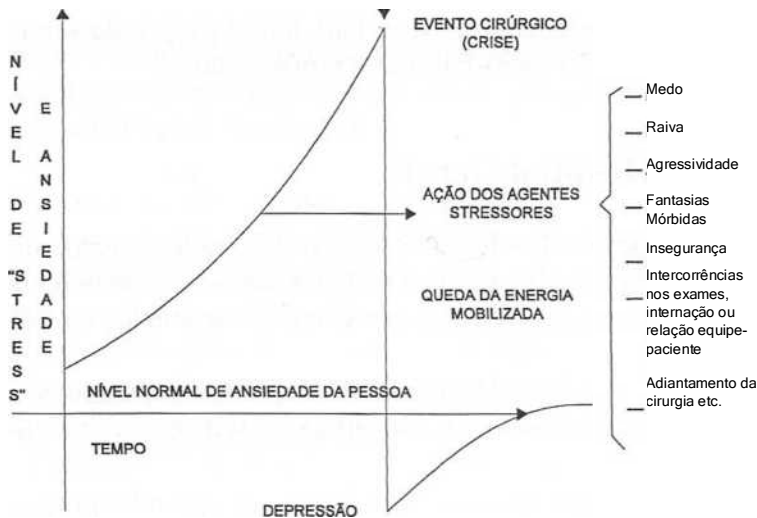 NÍVEL DE "STRESS"
E ANSIEDADE
EVENTO CIRÚRGICO
(CRISE)
AÇÃO DOS AGENTES
STRESSORES
QUEDA DA ENERGIA
MOBILIZADA
NÍVEL NORMAL DE ANSIEDADE DA PESSOA
TEMPO
DEPRESSÃO
Medo
Raiva
Agressividade
Fantasias
Mórbidas
Insegurança
Intercorrências
nos exames,
internação ou
relação equipe-
paciente
Adiantamento da
cirurgia etc.